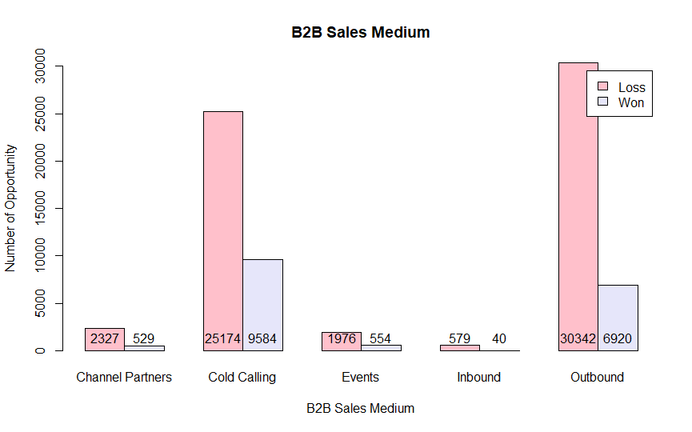 B2B Sales Medium
Number of Opportunity
30000
25000
20000
15000
10000
5000
0
Loss
Won
2327 529 25174 9584 1976 554 579 40 30342 6920
Channel Partners Cold Calling Events Inbound Outbound
B2B Sales Medium